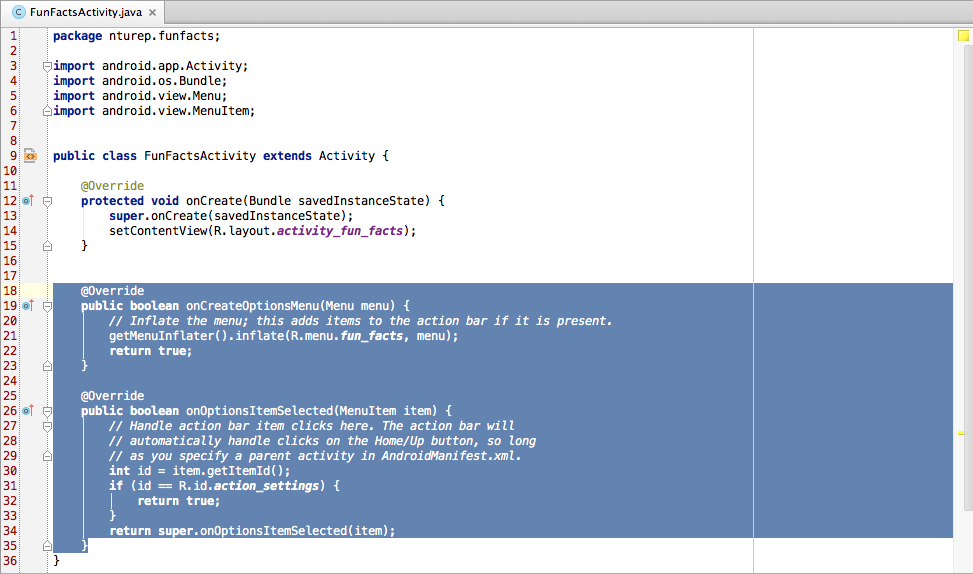 FunFactsActivity.java
1 package nturep.funfacts;
2
3 import android.app.Activity;
4 import android.os.Bundle;
5 import android.view.Menu;
6 import android.view.MenuItem;
7
8
9 public class FunFactsActivity extends Activity {
10
11     @Override
12     protected void onCreate(Bundle savedInstanceState) {
13         super.onCreate(savedInstanceState);
14         setContentView(R.layout.activity_fun_facts);
15     }
16
17
18     @Override
19     public boolean onCreateOptionsMenu(Menu menu) {
20         // Inflate the menu; this adds items to the action bar if it is present.
21         getMenuInflater().inflate(R.menu.fun_facts, menu);
22         return true;
23     }
24
25     @Override
26     public boolean onOptionsItemSelected(MenuItem item) {
27         // Handle action bar item clicks here. The action bar will
28         // automatically handle clicks on the Home/Up button, so long
29         // as you specify a parent activity in AndroidManifest.xml.
30         int id = item.getItemId();
31         if (id == R.id.action_settings) {
32             return true;
33         }
34         return super.onOptionsItemSelected(item);
35     }
36 }